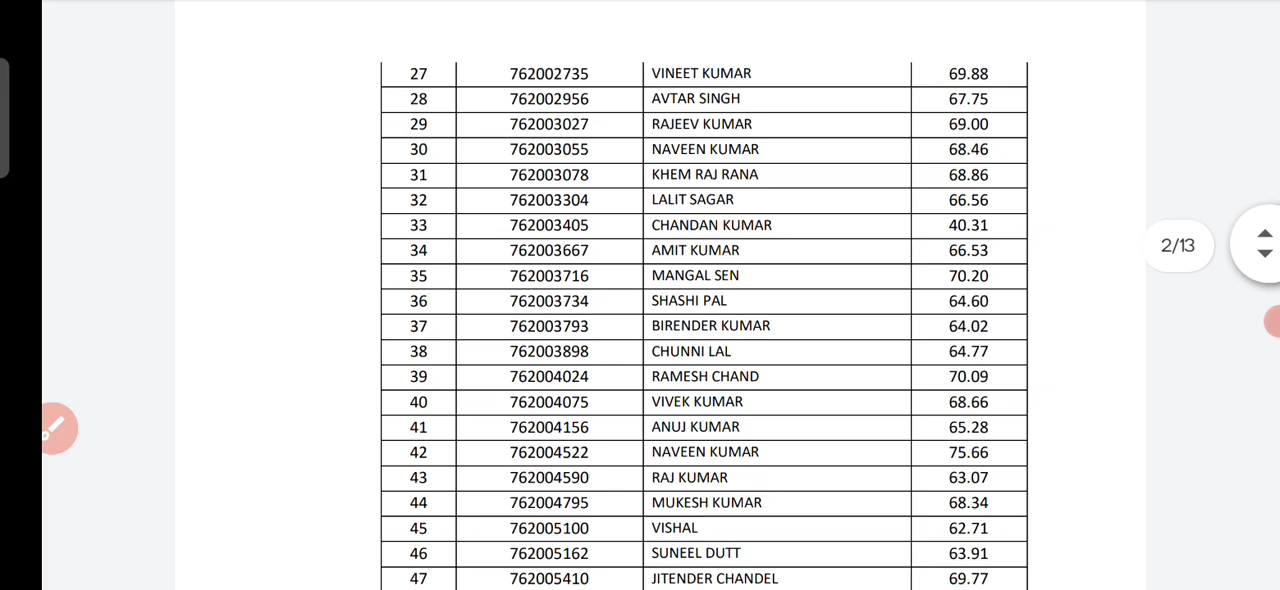 27 762002735 VINEET KUMAR 69.88
28 762002956 AVTAR SINGH 67.75
29 762003027 RAJEEV KUMAR 69.00
30 762003055 NAVEEN KUMAR 68.46
31 762003078 KHEM RAJ RANA 68.86
32 762003304 LALIT SAGAR 66.56
33 762003405 CHANDAN KUMAR 40.31
34 762003667 AMIT KUMAR 66.53
35 762003716 MANGAL SEN 70.20
36 762003734 SHASHI PAL 64.60
37 762003793 BIRENDER KUMAR 64.02
38 762003898 CHUNNI LAL 64.77
39 762004024 RAMESH CHAND 70.09
40 762004075 VIVEK KUMAR 68.66
41 762004156 ANUJ KUMAR 65.28
42 762004522 NAVEEN KUMAR 75.66
43 762004590 RAJ KUMAR 63.07
44 762004795 MUKESH KUMAR 68.34
45 762005100 VISHAL 62.71
46 762005162 SUNEEL DUTT 63.91
47 762005410 JITENDER CHANDEL 69.77
2/13